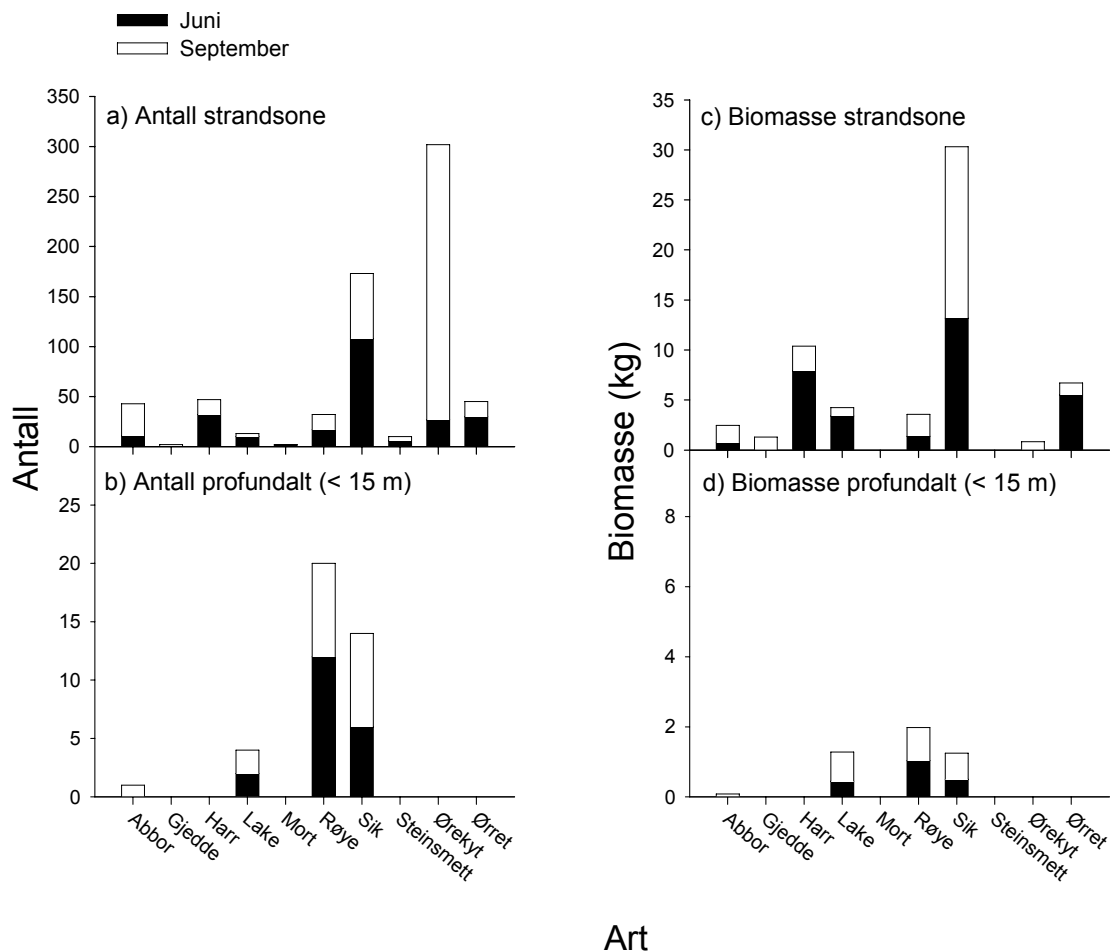 Juni
September
a) Antall strandsone
350
300
250
200
150
100
50
0
b) Antall profundalt (< 15 m)
25
20
15
10
5
0
Antall
Abbor
Gjedde
Harr
Lake
Mort
Røye
Sik
Steinsmett
Ørekyt
Ørret
c) Biomasse strandsone
35
30
25
20
15
10
5
0
d) Biomasse profundalt (< 15 m)
8
6
4
2
0
Biomasse (kg)
Abbor
Gjedde
Harr
Lake
Mort
Røye
Sik
Steinsmett
Ørekyt
Ørret
Art